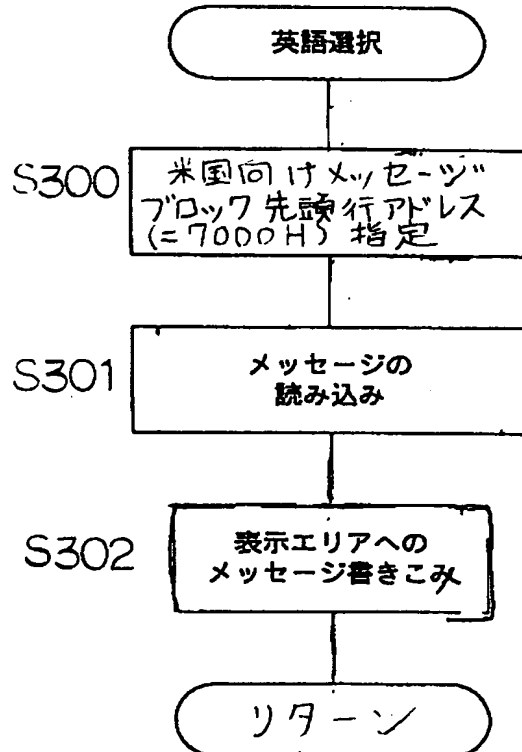 英語選択
S300
米国向けメッセージ
ブロック先頭行アドレス
(=7000H) 指定
S301
メッセージの
読み込み
S302
表示エリアへの
メッセージ書きこみ
リターン